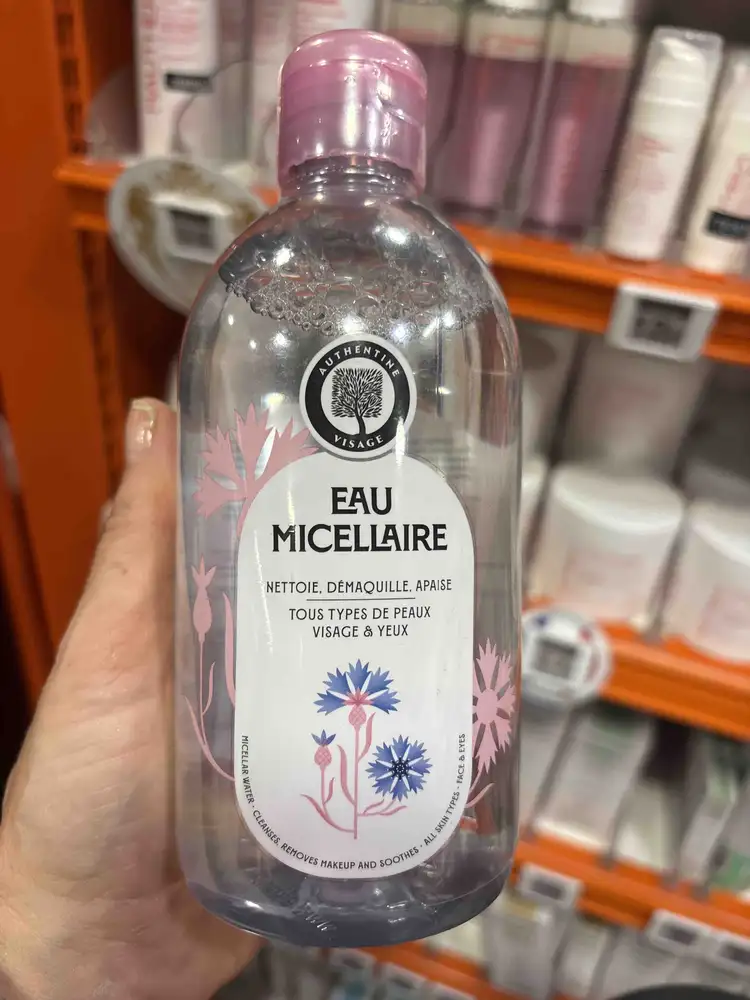 AUTHENTINE
VISAGE
EAU
MICELLAIRE
NETTOIE, DÉMAQUILLE, APAISE
TOUS TYPES DE PEAUX
VISAGE & YEUX
MICELLAR WATER - CLEANSES, REMOVES MAKEUP AND SOOTHES - ALL SKIN TYPES - FACE & EYES